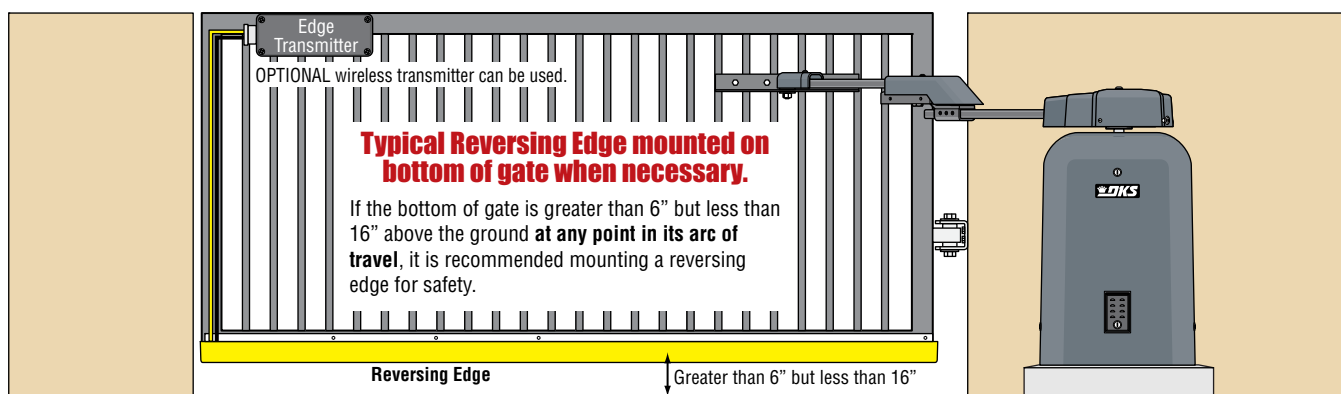 Edge
Transmitter
OPTIONAL wireless transmitter can be used.
Typical Reversing Edge mounted on
bottom of gate when necessary.
If the bottom of gate is greater than 6” but less than
16” above the ground at any point in its arc of
travel, it is recommended mounting a reversing
edge for safety.
DKS
Reversing Edge
Greater than 6” but less than 16”